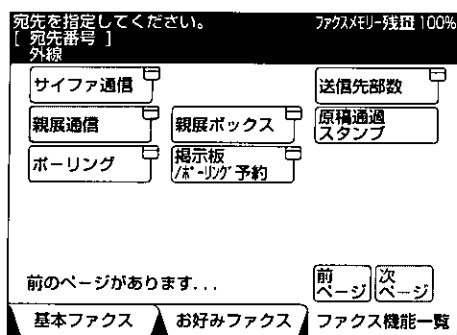 宛先を指定してください。 ファクスメモリー残量 100%
[ 宛先番号 ]
外線
サイファ通信 送信先部数
親展通信 親展ボックス 原稿通過
スタンプ
ポーリング 掲示板
/ポーリング予約
前のページがあります...
前
ページ 次
ページ
基本ファクス お好みファクス ファクス機能一覧